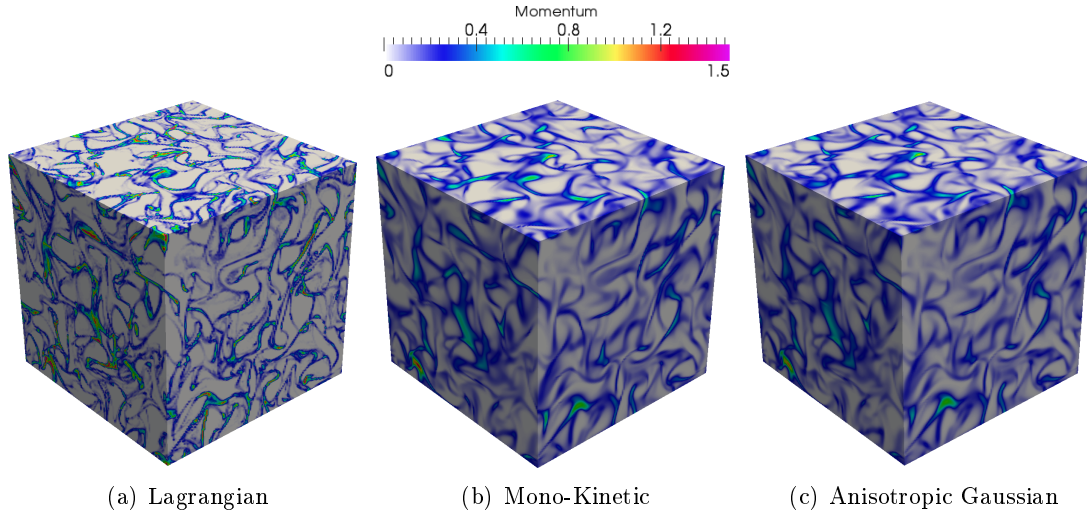 Momentum
0.4 0.8 1.2
0 1.5
(a) Lagrangian
(b) Mono-Kinetic
(c) Anisotropic Gaussian